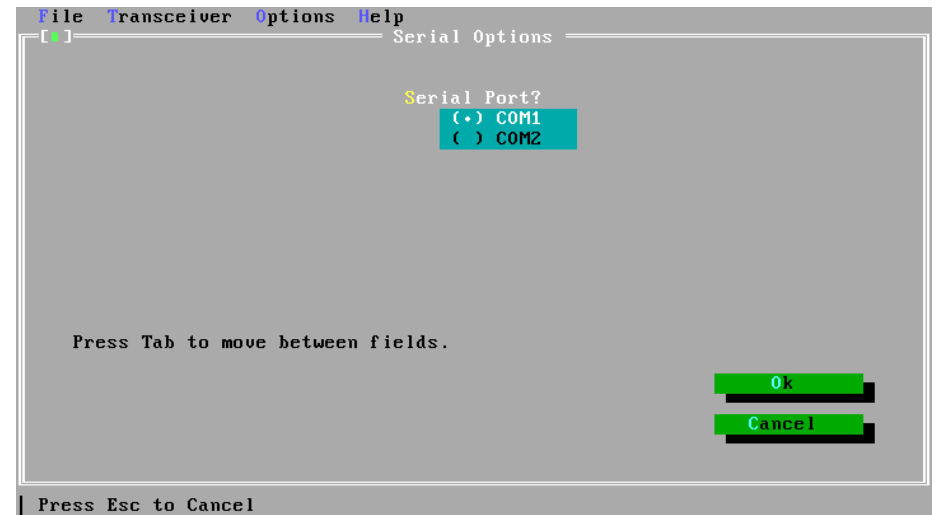 File Transceiver Options Help
[▪] Serial Options
Serial Port?
(•) COM1
( ) COM2
Press Tab to move between fields.
Ok
Cancel
Press Esc to Cancel